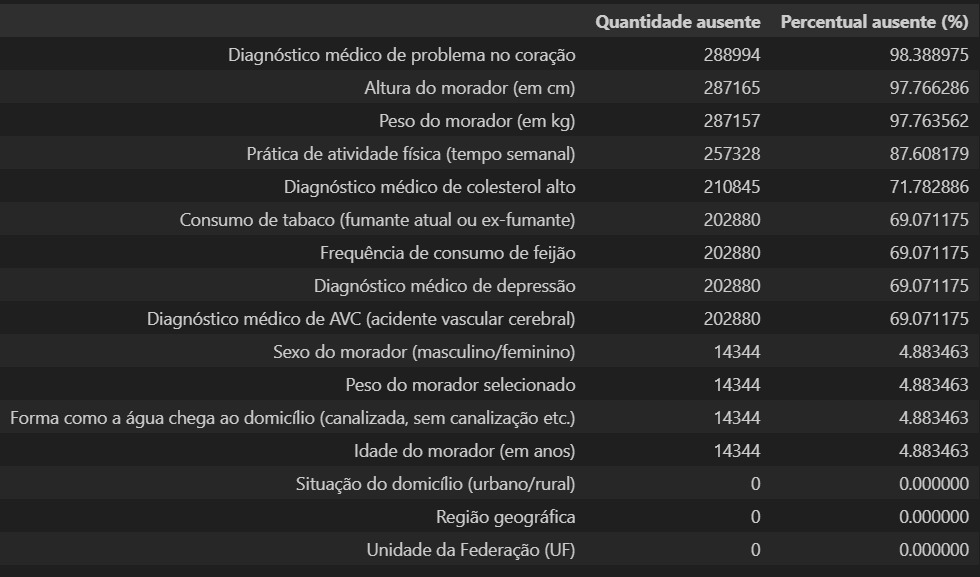 Quantidade ausente Percentual ausente (%)
Diagnóstico médico de problema no coração 288994 98.388975
Altura do morador (em cm) 287165 97.766286
Peso do morador (em kg) 287157 97.763562
Prática de atividade física (tempo semanal) 257328 87.608179
Diagnóstico médico de colesterol alto 210845 71.782886
Consumo de tabaco (fumante atual ou ex-fumante) 202880 69.071175
Frequência de consumo de feijão 202880 69.071175
Diagnóstico médico de depressão 202880 69.071175
Diagnóstico médico de AVC (acidente vascular cerebral) 202880 69.071175
Sexo do morador (masculino/feminino) 14344 4.883463
Peso do morador selecionado 14344 4.883463
Forma como a água chega ao domicílio (canalizada, sem canalização etc.) 14344 4.883463
Idade do morador (em anos) 14344 4.883463
Situação do domicílio (urbano/rural) 0 0.000000
Região geográfica 0 0.000000
Unidade da Federação (UF) 0 0.000000